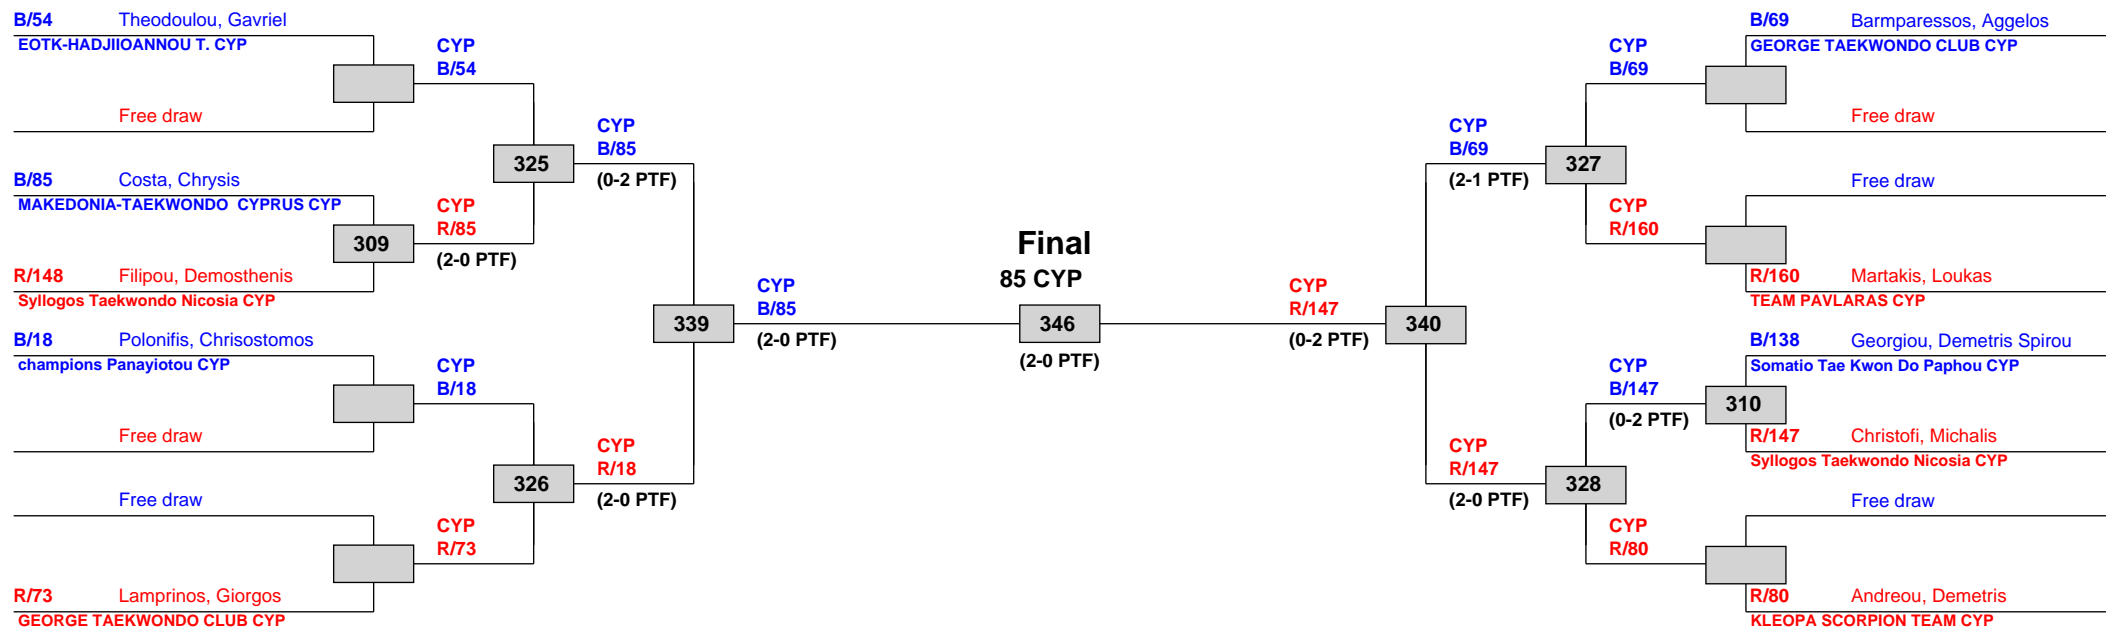 B/54 Theodoulou, Gavriel
EOTK-HADJIIOANNOU T. CYP
Free draw
CYP
B/54
B/85 Costa, Chrysis
MAKEDONIA-TAEKWONDO  CYPRUS CYP
309
R/148 Filipou, Demosthenis
Syllogos Taekwondo Nicosia CYP
CYP
R/85
(2-0 PTF)
325
CYP
B/85
(0-2 PTF)
B/18 Polonifis, Chrisostomos
champions Panayiotou CYP
Free draw
CYP
B/18
Free draw
R/73 Lamprinos, Giorgos
GEORGE TAEKWONDO CLUB CYP
CYP
R/73
326
CYP
R/18
(2-0 PTF)
339
CYP
B/85
(2-0 PTF)
Final
85 CYP
346
(2-0 PTF)
CYP
R/147
(0-2 PTF)
340
CYP
B/69
(2-1 PTF)
327
CYP
B/69
B/69 Barmparessos, Aggelos
GEORGE TAEKWONDO CLUB CYP
Free draw
CYP
R/160
Free draw
R/160 Martakis, Loukas
TEAM PAVLARAS CYP
CYP
R/147
(2-0 PTF)
328
CYP
B/147
(0-2 PTF)
310
B/138 Georgiou, Demetris Spirou
Somatio Tae Kwon Do Paphou CYP
R/147 Christofi, Michalis
Syllogos Taekwondo Nicosia CYP
CYP
R/80
Free draw
R/80 Andreou, Demetris
KLEOPA SCORPION TEAM CYP